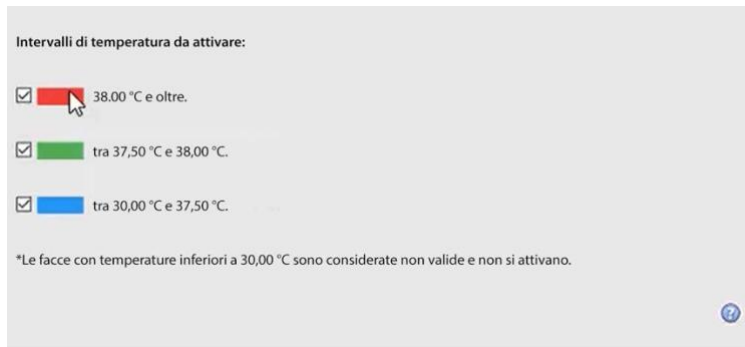 Intervalli di temperatura da attivare:
38.00 °C e oltre.
tra 37,50 °C e 38,00 °C.
tra 30,00 °C e 37,50 °C.
*Le facce con temperature inferiori a 30,00 °C sono considerate non valide e non si attivano.
?